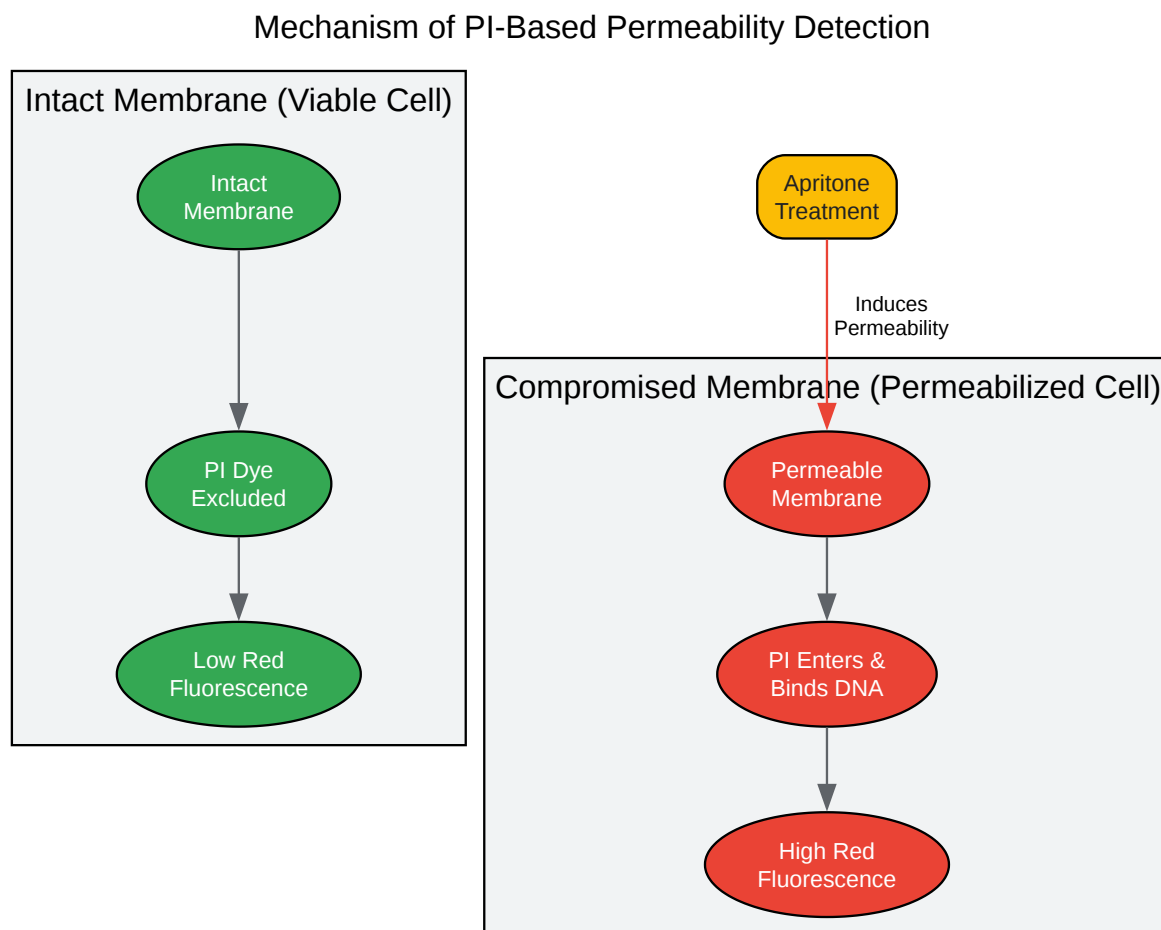 Mechanism of PI-Based Permeability Detection
Intact Membrane (Viable Cell)
Intact
Membrane
PI Dye
Excluded
Low Red
Fluorescence
Apritone
Treatment
Induces
Permeability
Compromised Membrane (Permeabilized Cell)
Permeable
Membrane
PI Enters &
Binds DNA
High Red
Fluorescence